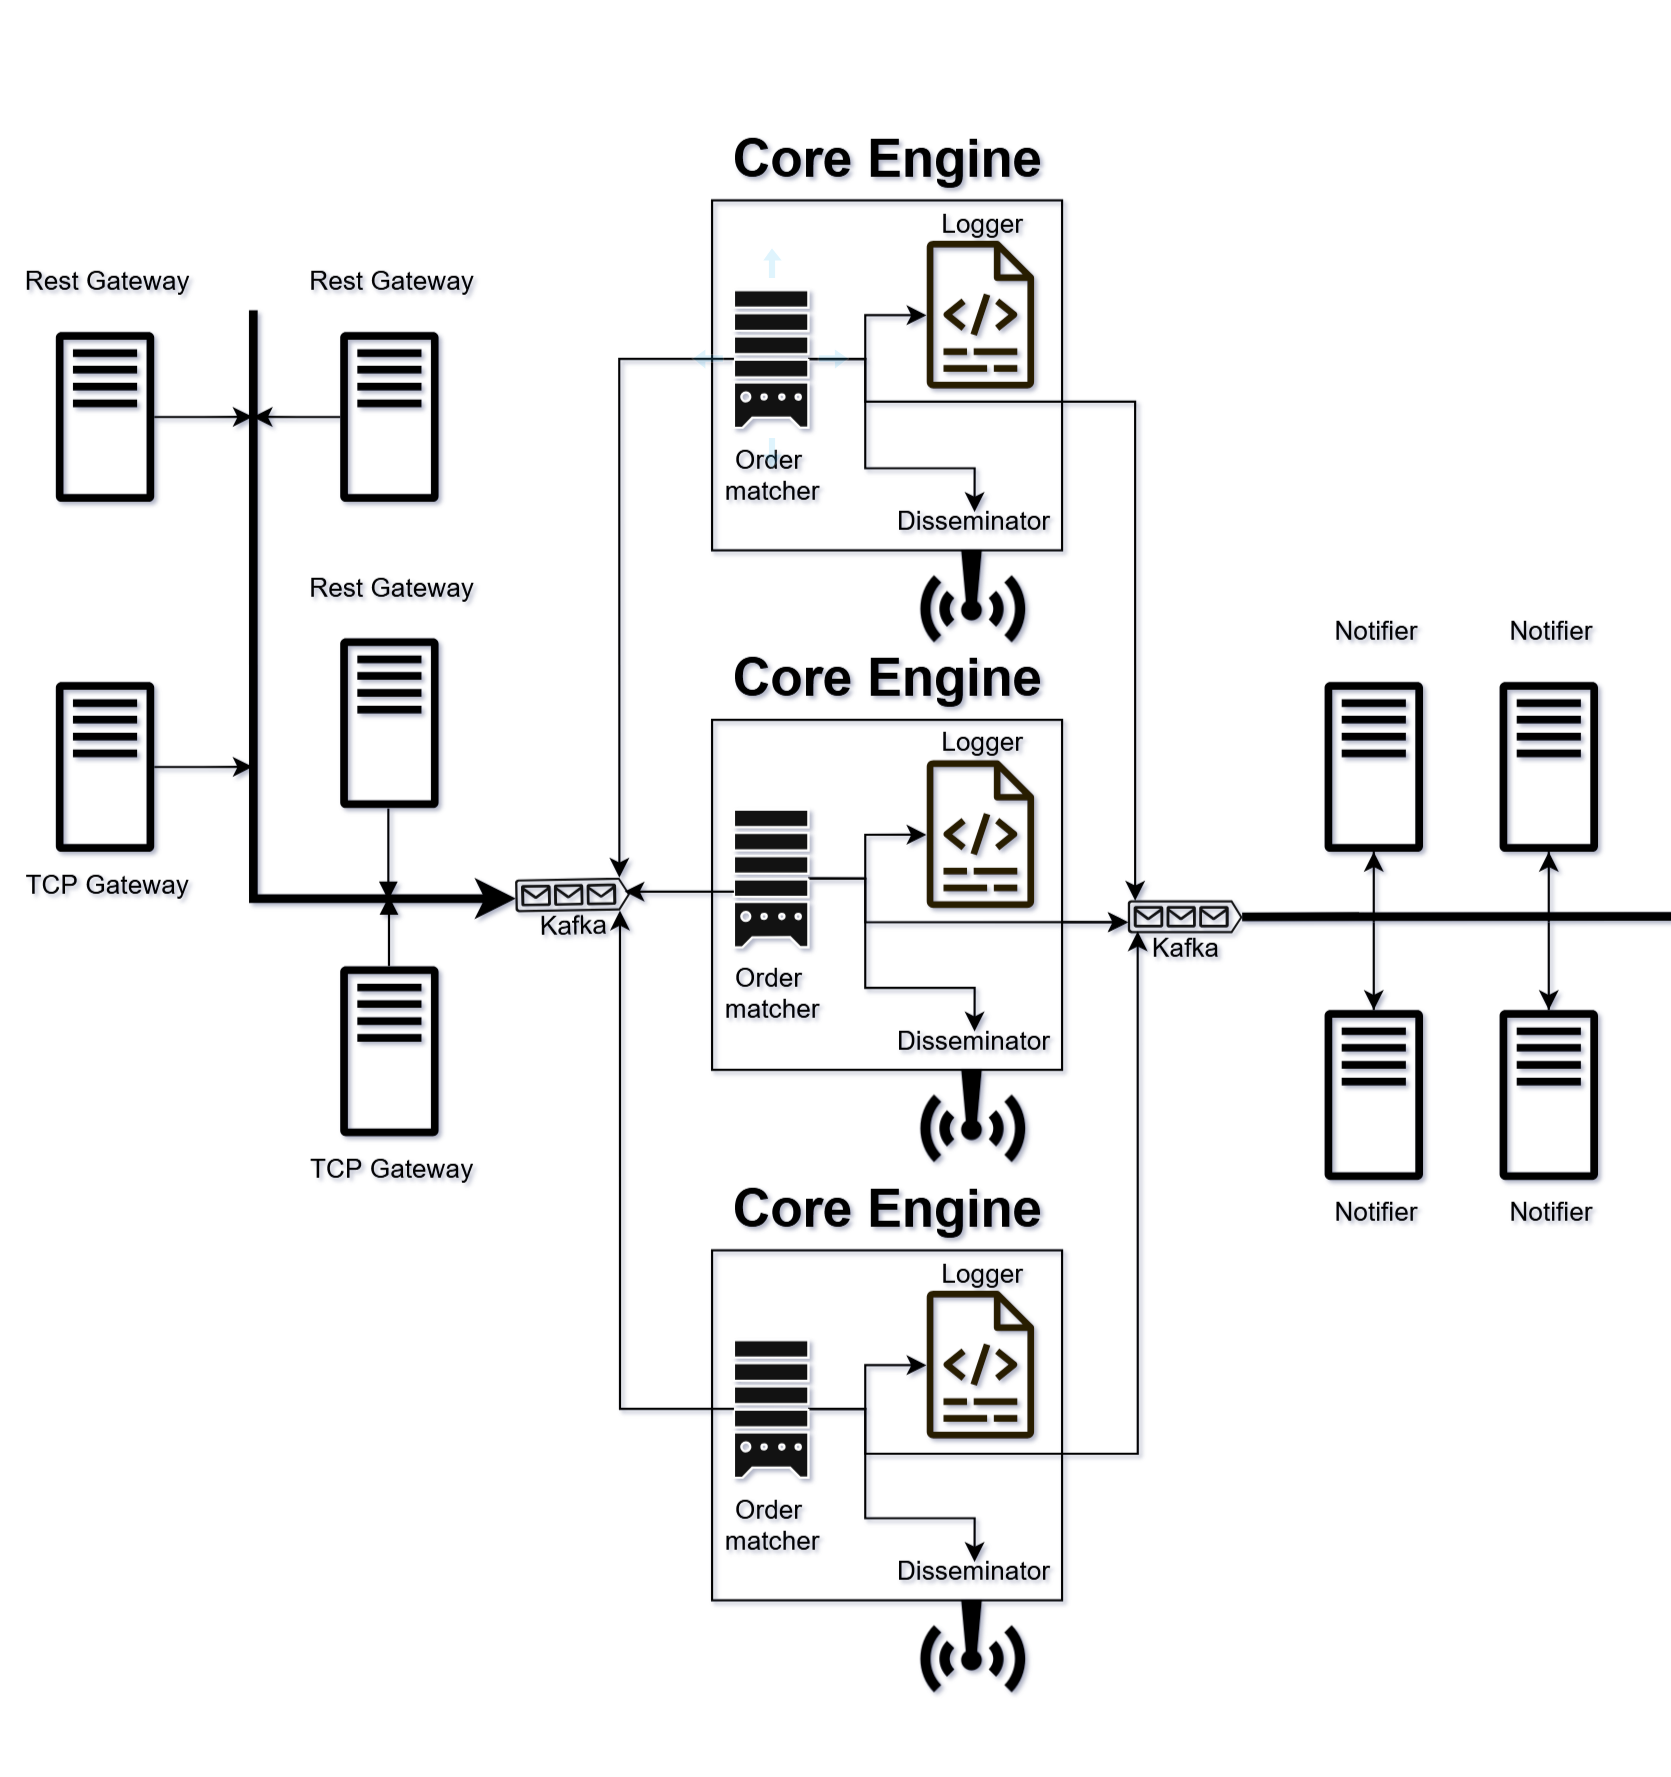 Core Engine
Logger
Rest Gateway
Rest Gateway
Order
matcher
Disseminator
Rest Gateway
Notifier
Notifier
Core Engine
Logger
TCP Gateway
Kafka
Kafka
Order
matcher
Disseminator
TCP Gateway
Notifier
Notifier
Core Engine
Logger
Order
matcher
Disseminator